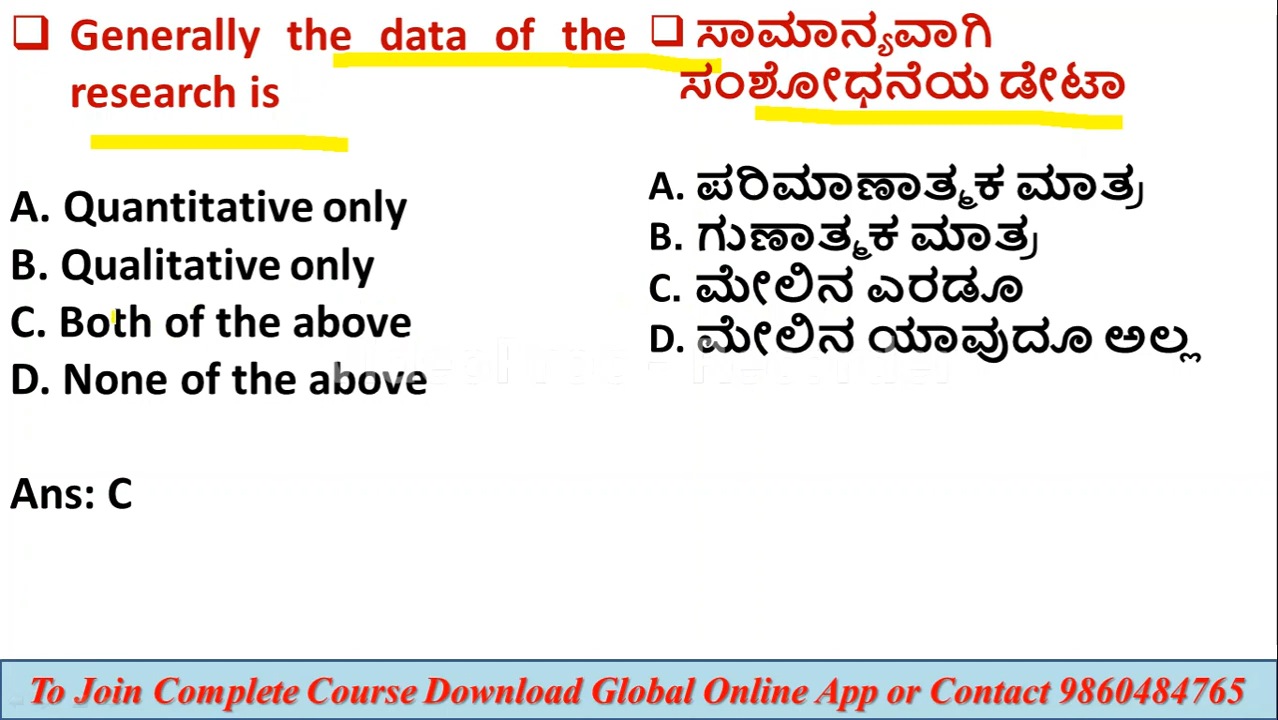 ❑ Generally the data of the
research is
A. Quantitative only
B. Qualitative only
C. Both of the above
D. None of the above
Ans: C
❑ ಸಾಮಾನ್ಯವಾಗಿ
ಸಂಶೋಧನೆಯ ಡೇಟಾ
A. ಪರಿಮಾಣಾತ್ಮಕ ಮಾತ್ರ
B. ಗುಣಾತ್ಮಕ ಮಾತ್ರ
C. ಮೇಲಿನ ಎರಡೂ
D. ಮೇಲಿನ ಯಾವುದೂ ಅಲ್ಲ
To Join Complete Course Download Global Online App or Contact 9860484765